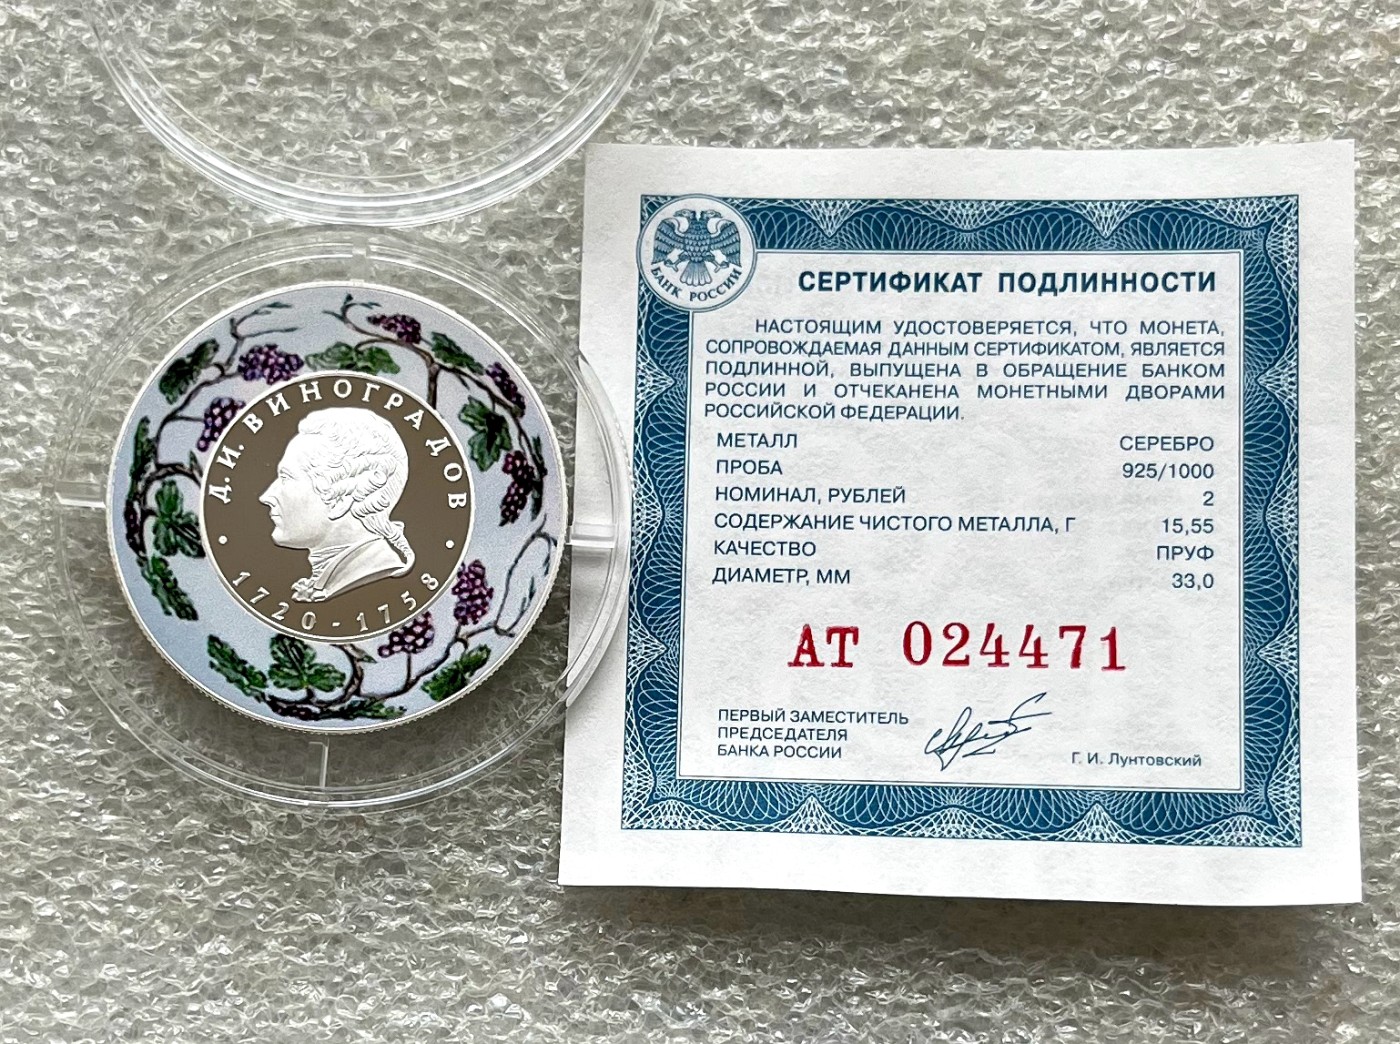 Д.И. ВИНОГРАДОВ
1720-1758
БАНК РОССИИ
СЕРТИФИКАТ ПОДЛИННОСТИ
НАСТОЯЩИМ УДОСТОВЕРЯЕТСЯ, ЧТО МОНЕТА,
СОПРОВОЖДАЕМАЯ ДАННЫМ СЕРТИФИКАТОМ, ЯВЛЯЕТСЯ
ПОДЛИННОЙ, ВЫПУЩЕНА В ОБРАЩЕНИЕ БАНКОМ
РОССИИ И ОТЧЕКАНЕНА МОНЕТНЫМИ ДВОРАМИ
РОССИЙСКОЙ ФЕДЕРАЦИИ.
МЕТАЛЛ СЕРЕБРО
ПРОБА 925/1000
НОМИНАЛ, РУБЛЕЙ 2
СОДЕРЖАНИЕ ЧИСТОГО МЕТАЛЛА, Г 15,55
КАЧЕСТВО ПРУФ
ДИАМЕТР, ММ 33,0
АТ 024471
ПЕРВЫЙ ЗАМЕСТИТЕЛЬ
ПРЕДСЕДАТЕЛЯ
БАНКА РОССИИ Г. И. Лунтовский